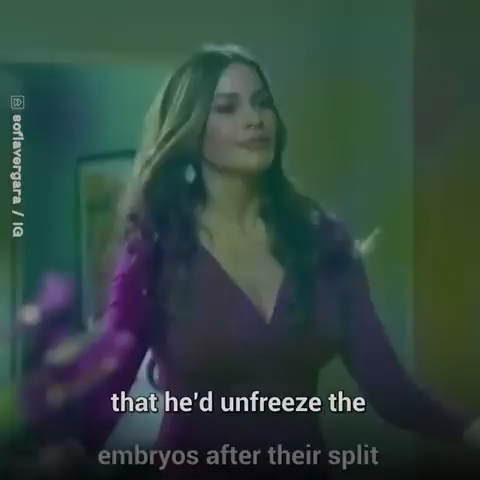 sofiavergara / IG
that he'd unfreeze the
embryos after their split